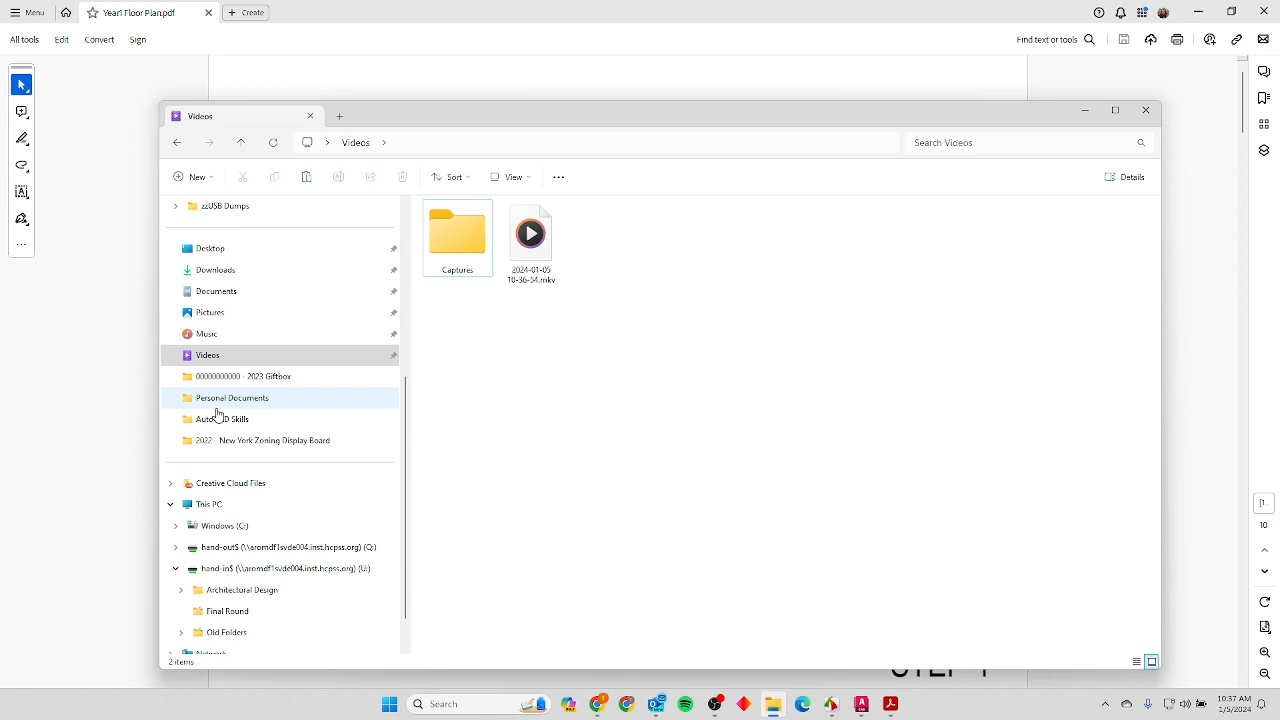 Menu
Year1 Floor Plan.pdf
Create
All tools
Edit
Convert
Sign
Find text or tools
Videos
Videos
Search Videos
New
Sort
View
Details
zzUSB Dumps
Desktop
Downloads
Documents
Pictures
Music
Videos
00000000000 - 2023 Giftbox
Personal Documents
2022 - New York Zoning Display Board
Creative Cloud Files
This PC
Windows (C:)
hand-out$ (\\aromdf1svde004.inst.hcpss.org) (Q:)
hand-in$ (\\aromdf1svde004.inst.hcpss.org) (U:)
Architectural Design
Final Round
Old Folders
Network
Captures
2024-01-05
10-36-54.mkv
2 items
10
STEP 1
Search
10:37 AM
1/5/2024